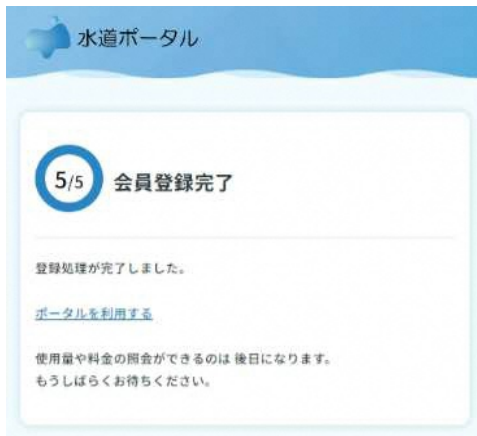 水道ポータル
5/5 会員登録完了
登録処理が完了しました。
ポータルを利用する
使用量や料金の照会ができるのは 後日になります。
もうしばらくお待ちください。